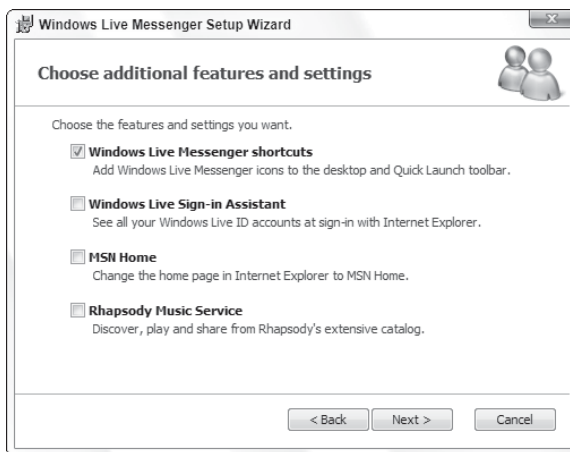 Windows Live Messenger Setup Wizard
Choose additional features and settings
Choose the features and settings you want.
Windows Live Messenger shortcuts
Add Windows Live Messenger icons to the desktop and Quick Launch toolbar.
Windows Live Sign-in Assistant
See all your Windows Live ID accounts at sign-in with Internet Explorer.
MSN Home
Change the home page in Internet Explorer to MSN Home.
Rhapsody Music Service
Discover, play and share from Rhapsody's extensive catalog.
< Back Next > Cancel